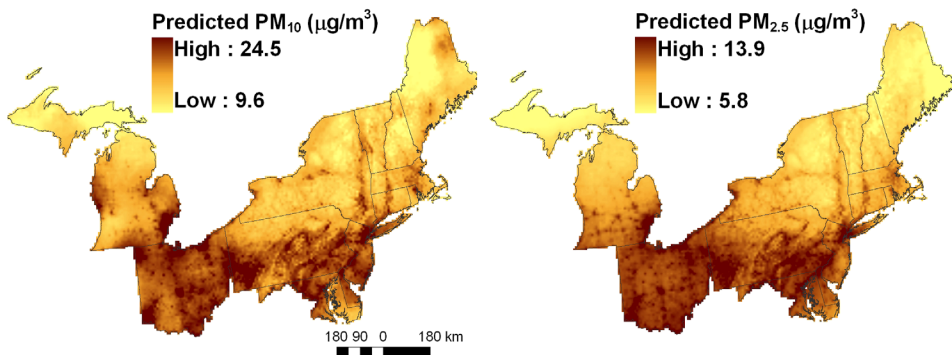 Predicted PM10 (μg/m3)
High : 24.5
Low : 9.6
Predicted PM2.5 (μg/m3)
High : 13.9
Low : 5.8
180 90 0 180 km